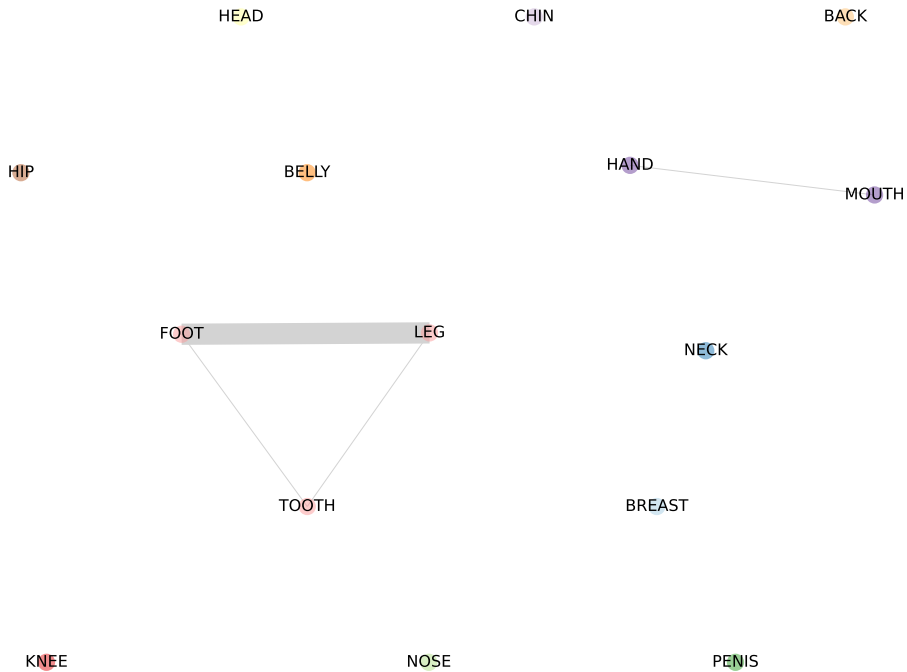 HEAD
CHIN
BACK
HIP
BELLY
HAND
MOUTH
FOOT
LEG
NECK
TOOTH
BREAST
KNEE
NOSE
PENIS